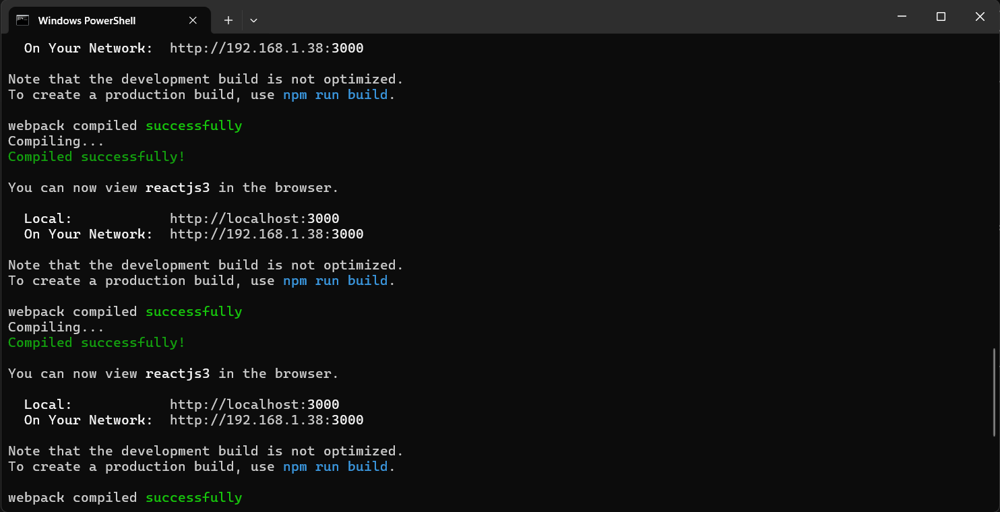 Windows PowerShell
On Your Network:  http://192.168.1.38:3000
Note that the development build is not optimized.
To create a production build, use npm run build.
webpack compiled successfully
Compiling...
Compiled successfully!
You can now view reactjs3 in the browser.
Local:            http://localhost:3000
On Your Network:  http://192.168.1.38:3000
Note that the development build is not optimized.
To create a production build, use npm run build.
webpack compiled successfully
Compiling...
Compiled successfully!
You can now view reactjs3 in the browser.
Local:            http://localhost:3000
On Your Network:  http://192.168.1.38:3000
Note that the development build is not optimized.
To create a production build, use npm run build.
webpack compiled successfully